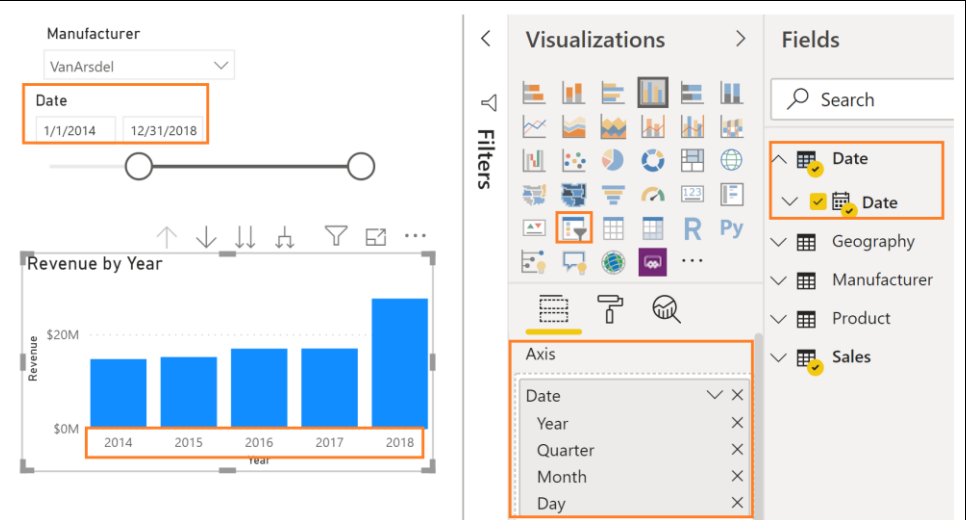 Manufacturer
VanArsdel
Date
1/1/2014 12/31/2018
Revenue by Year
Revenue
$20M
$0M
2014 2015 2016 2017 2018
Year
Filters
Visualizations
123
R Py
Axis
Date
Year
Quarter
Month
Day
Fields
Search
Date
Date
Geography
Manufacturer
Product
Sales